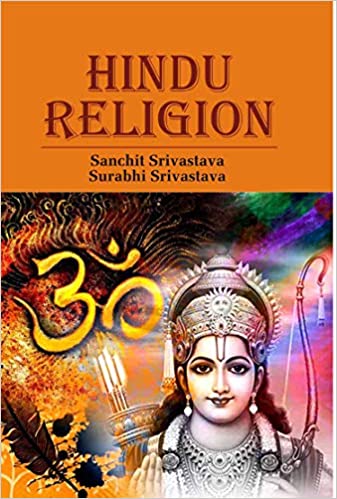 HINDU
RELIGION
Sanchit Srivastava
Surabhi Srivastava
ॐ